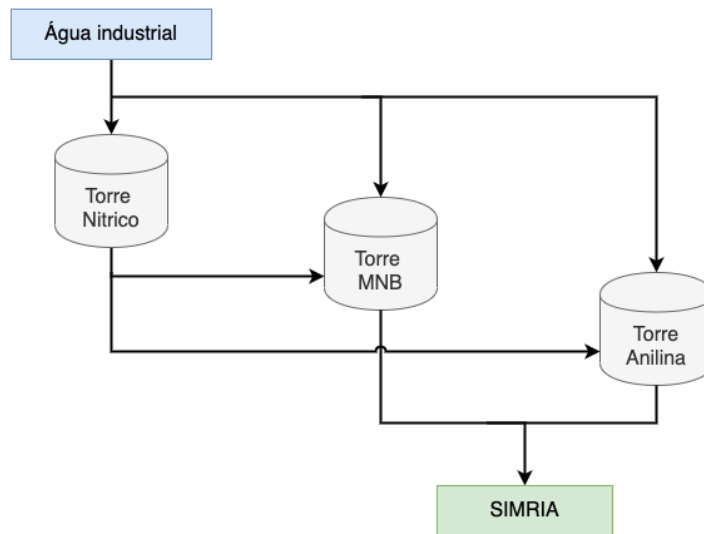 Água industrial
Torre
Nitrico
Torre
MNB
Torre
Anilina
SIMRIA